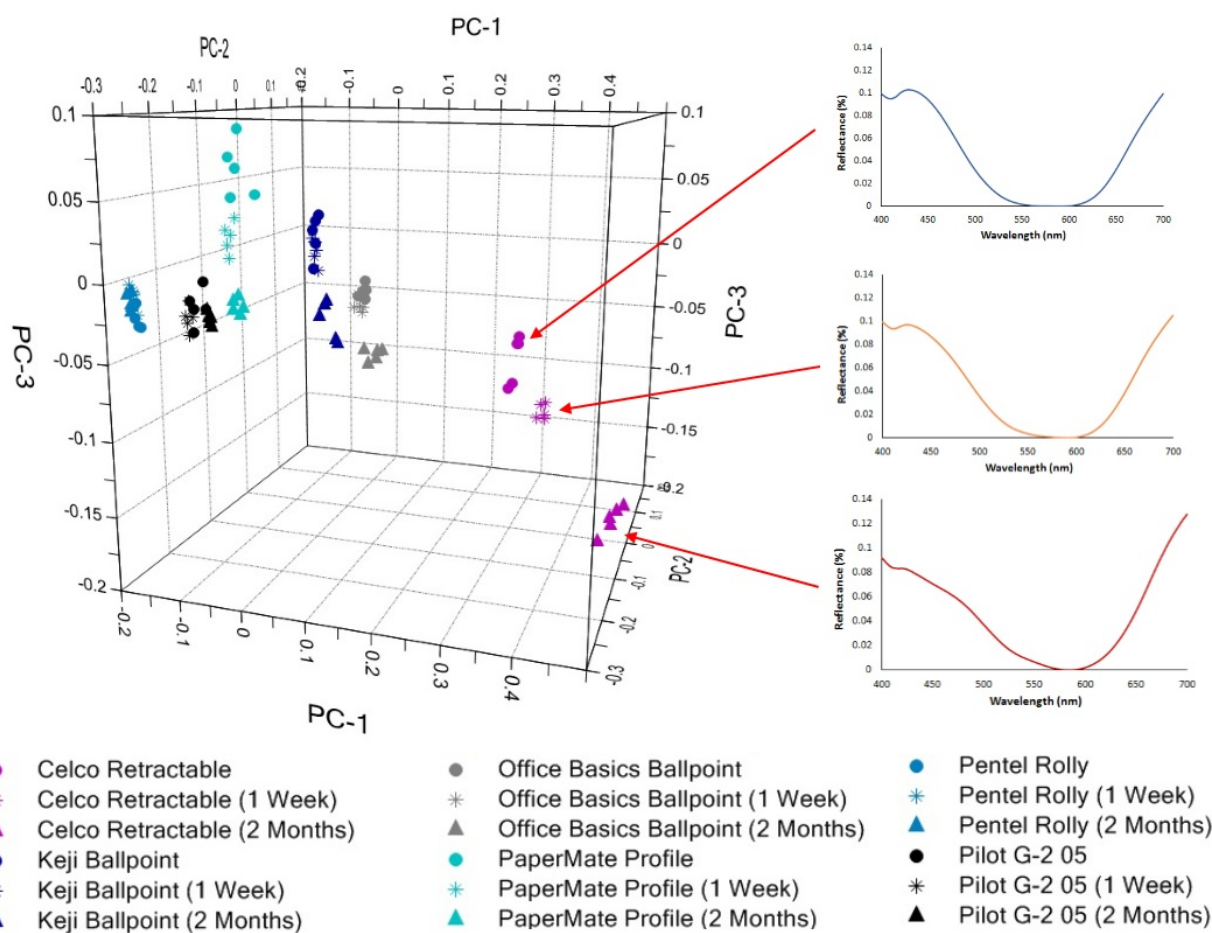 PC-1
PC-2
-0.3 -0.2 -0.1 0 0.1 -0.2 -0.1 0 0.1 0.2 0.3 0.4
0.1
0.05
0
-0.05
-0.1
-0.15
-0.2
PC-3
0.1
0.05
0
-0.05
-0.1
-0.15
-0.2
PC-3
0.1
0
-0.1
-0.2
-0.3
PC-2
-0.2 -0.1 0 0.1 0.2 0.3 0.4
PC-1
0.14
0.12
0.1
0.08
0.06
0.04
0.02
0
Reflectance (%)
400 450 500 550 600 650 700
Wavelength (nm)
0.14
0.12
0.1
0.08
0.06
0.04
0.02
0
Reflectance (%)
400 450 500 550 600 650 700
Wavelength (nm)
0.14
0.12
0.1
0.08
0.06
0.04
0.02
0
Reflectance (%)
400 450 500 550 600 650 700
Wavelength (nm)
Celco Retractable
Celco Retractable (1 Week)
Celco Retractable (2 Months)
Keji Ballpoint
Keji Ballpoint (1 Week)
Keji Ballpoint (2 Months)
Office Basics Ballpoint
Office Basics Ballpoint (1 Week)
Office Basics Ballpoint (2 Months)
PaperMate Profile
PaperMate Profile (1 Week)
PaperMate Profile (2 Months)
Pentel Rolly
Pentel Rolly (1 Week)
Pentel Rolly (2 Months)
Pilot G-2 05
Pilot G-2 05 (1 Week)
Pilot G-2 05 (2 Months)